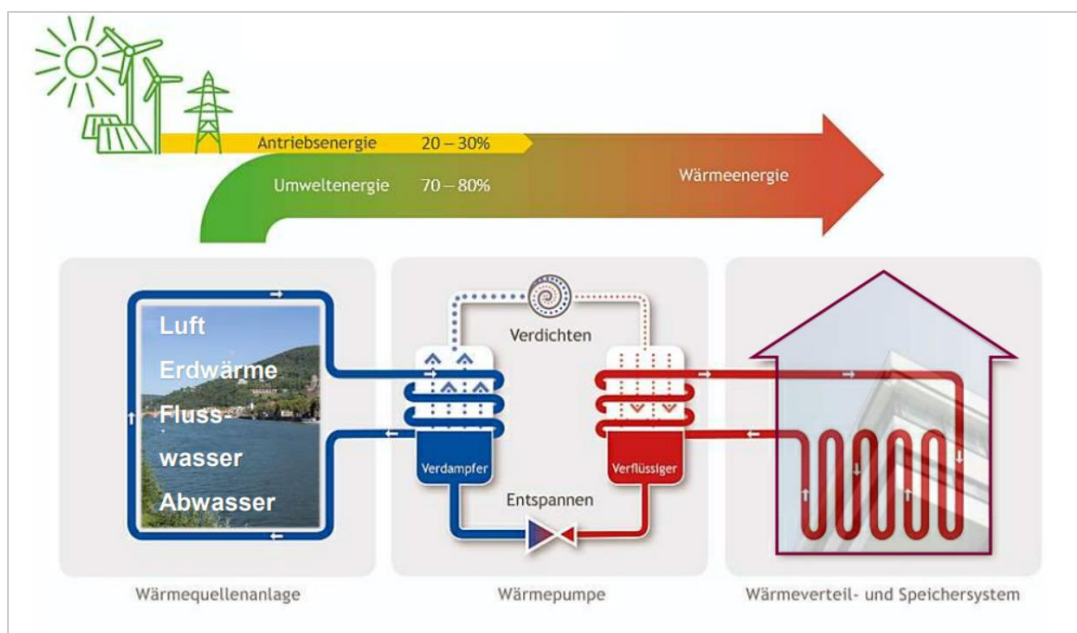 Antriebsenergie 20 – 30%
Umweltenergie 70 – 80%
Wärmeenergie
Luft
Erdwärme
Fluss-
wasser
Abwasser
Verdichten
Verdampfer
Verflüssiger
Entspannen
Wärmequellenanlage
Wärmepumpe
Wärmeverteil- und Speichersystem